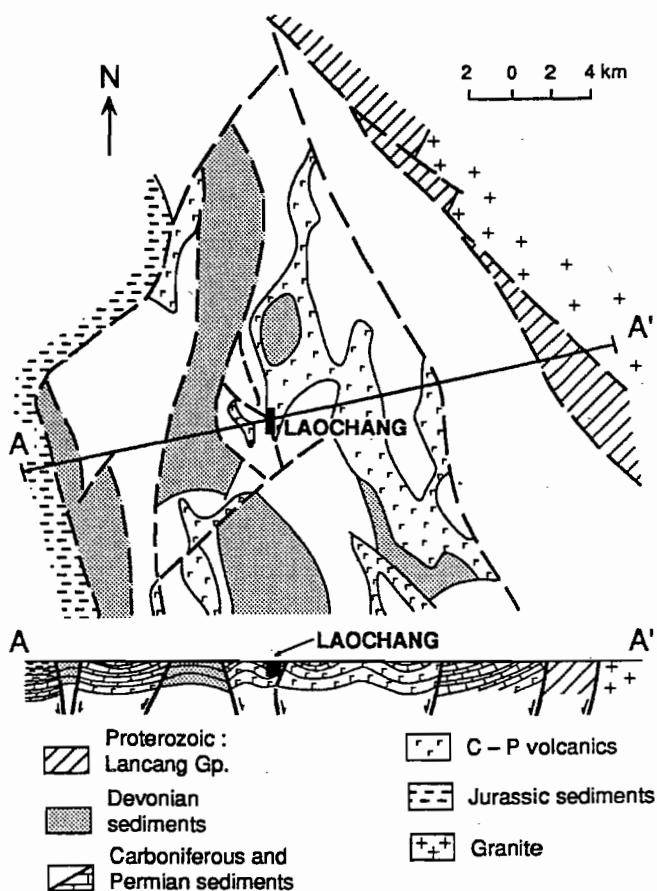 N
2 0 4 km
A'
LAOCHANG
A
A LAOCHANG A'
Proterozoic :
Lancang Gp.
Devonian
sediments
Carboniferous and
Permian sediments
C – P volcanics
Jurassic sediments
Granite